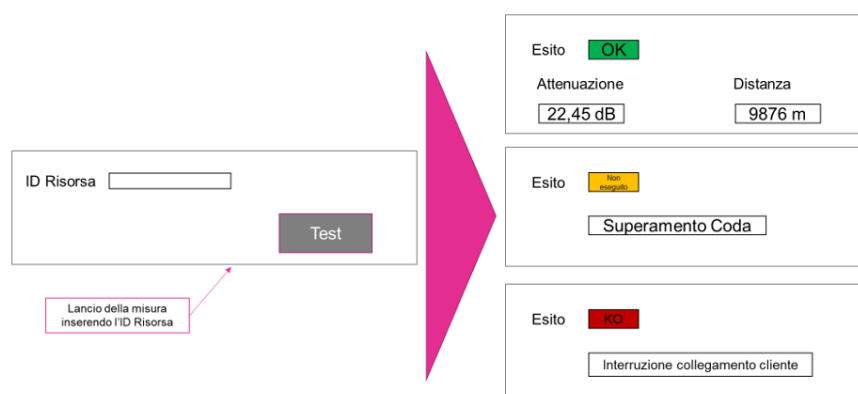 ID Risorsa
Test
Lancio della misura
inserendo l'ID Risorsa
Esito OK
Attenuazione Distanza
22,45 dB 9876 m
Esito Non
eseguito
Superamento Coda
Esito KO
Interruzione collegamento cliente